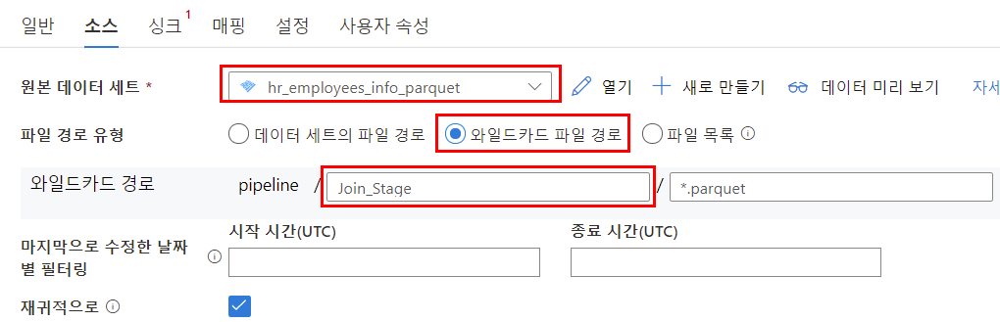 일반 소스 싱크 1 매핑 설정 사용자 속성
원본 데이터 세트 * hr_employees_info_parquet 열기 새로 만들기 데이터 미리 보기 자세
파일 경로 유형 데이터 세트의 파일 경로 와일드카드 파일 경로 파일 목록
와일드카드 경로 pipeline / Join_Stage / *.parquet
시작 시간(UTC) 종료 시간(UTC)
마지막으로 수정한 날짜
별 필터링
재귀적으로